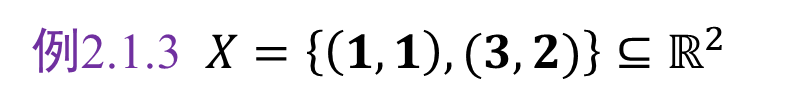 例2.1.3 𝑋 = {(𝟏,𝟏),(𝟑,𝟐)} ⊆ ℝ²